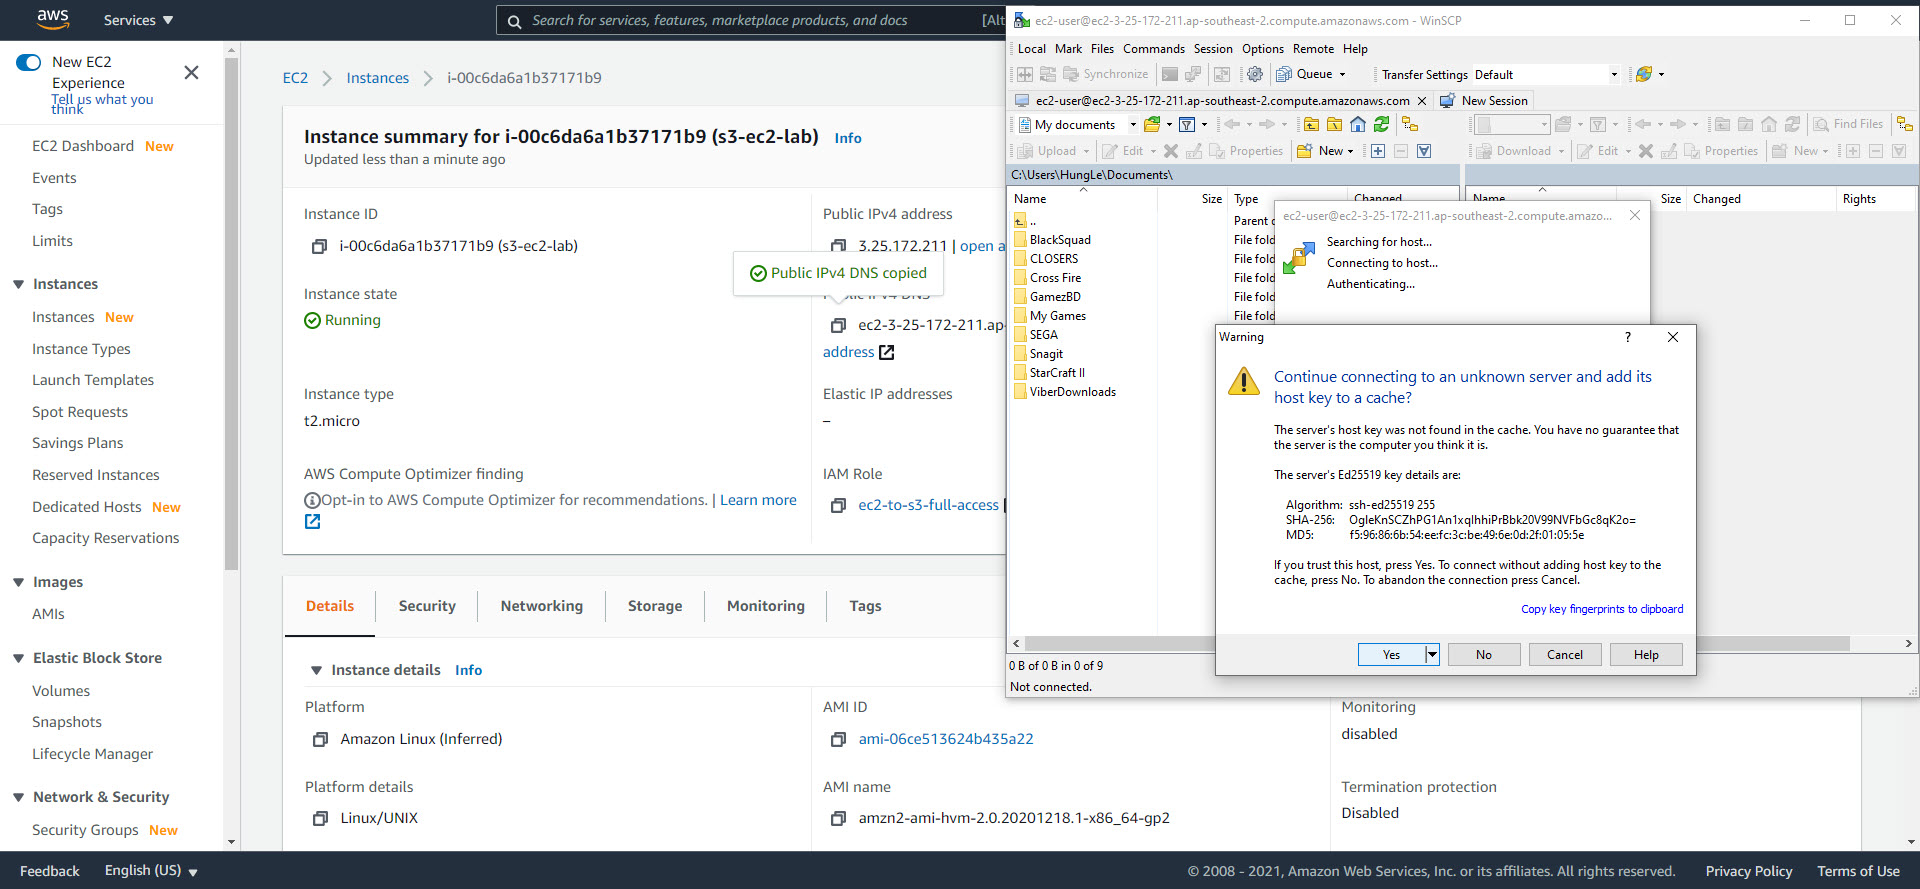 aws
Services
Search for services, features, marketplace products, and docs
[Alt
New EC2
Experience
Tell us what you
think
EC2 Dashboard New
Events
Tags
Limits
Instances
Instances New
Instance Types
Launch Templates
Spot Requests
Savings Plans
Reserved Instances
Dedicated Hosts New
Capacity Reservations
Images
AMIs
Elastic Block Store
Volumes
Snapshots
Lifecycle Manager
Network & Security
Security Groups New
EC2 > Instances > i-00c6da6a1b37171b9
Instance summary for i-00c6da6a1b37171b9 (s3-ec2-lab) Info
Updated less than a minute ago
Instance ID
i-00c6da6a1b37171b9 (s3-ec2-lab)
Public IPv4 address
3.25.172.211 | open a
Public IPv4 DNS copied
Instance state
Running
Public IPv4 DNS
ec2-3-25-172-211.ap-
address
Instance type
t2.micro
Elastic IP addresses
–
AWS Compute Optimizer finding
Opt-in to AWS Compute Optimizer for recommendations. | Learn more
IAM Role
ec2-to-s3-full-access
Details
Security
Networking
Storage
Monitoring
Tags
Instance details Info
Platform
Amazon Linux (Inferred)
AMI ID
ami-06ce513624b435a22
Monitoring
disabled
Platform details
Linux/UNIX
AMI name
amzn2-ami-hvm-2.0.20201218.1-x86_64-gp2
Termination protection
Disabled
ec2-user@ec2-3-25-172-211.ap-southeast-2.compute.amazonaws.com - WinSCP
Local Mark Files Commands Session Options Remote Help
Synchronize
Queue
Transfer Settings Default
ec2-user@ec2-3-25-172-211.ap-southeast-2.compute.amazonaws.com
New Session
My documents
Find Files
Upload Edit Properties New
Download Edit Properties New
C:\Users\HungLe\Documents\
Name Size Type Changed
Name Size Changed Rights
.. Parent
BlackSquad File fold
CLOSERS File fold
Cross Fire File fold
GamezBD File fold
My Games File fold
SEGA
Snagit
StarCraft II
ViberDownloads
ec2-user@ec2-3-25-172-211.ap-southeast-2.compute.amazo...
Searching for host...
Connecting to host...
Authenticating...
Warning ?
Continue connecting to an unknown server and add its
host key to a cache?
The server's host key was not found in the cache. You have no guarantee that
the server is the computer you think it is.
The server's Ed25519 key details are:
Algorithm: ssh-ed25519 255
SHA-256: OgIeKnSCZhPG1An1xqIhhiPrBbk20V99NVFbGc8qK2o=
MD5: f5:96:86:6b:54:ee:fc:3c:be:49:6e:0d:2f:01:05:5e
If you trust this host, press Yes. To connect without adding host key to the
cache, press No. To abandon the connection press Cancel.
Copy key fingerprints to clipboard
Yes
No
Cancel
Help
0 B of 0 B in 0 of 9
Not connected.
Feedback
English (US)
© 2008 - 2021, Amazon Web Services, Inc. or its affiliates. All rights reserved.
Privacy Policy
Terms of Use